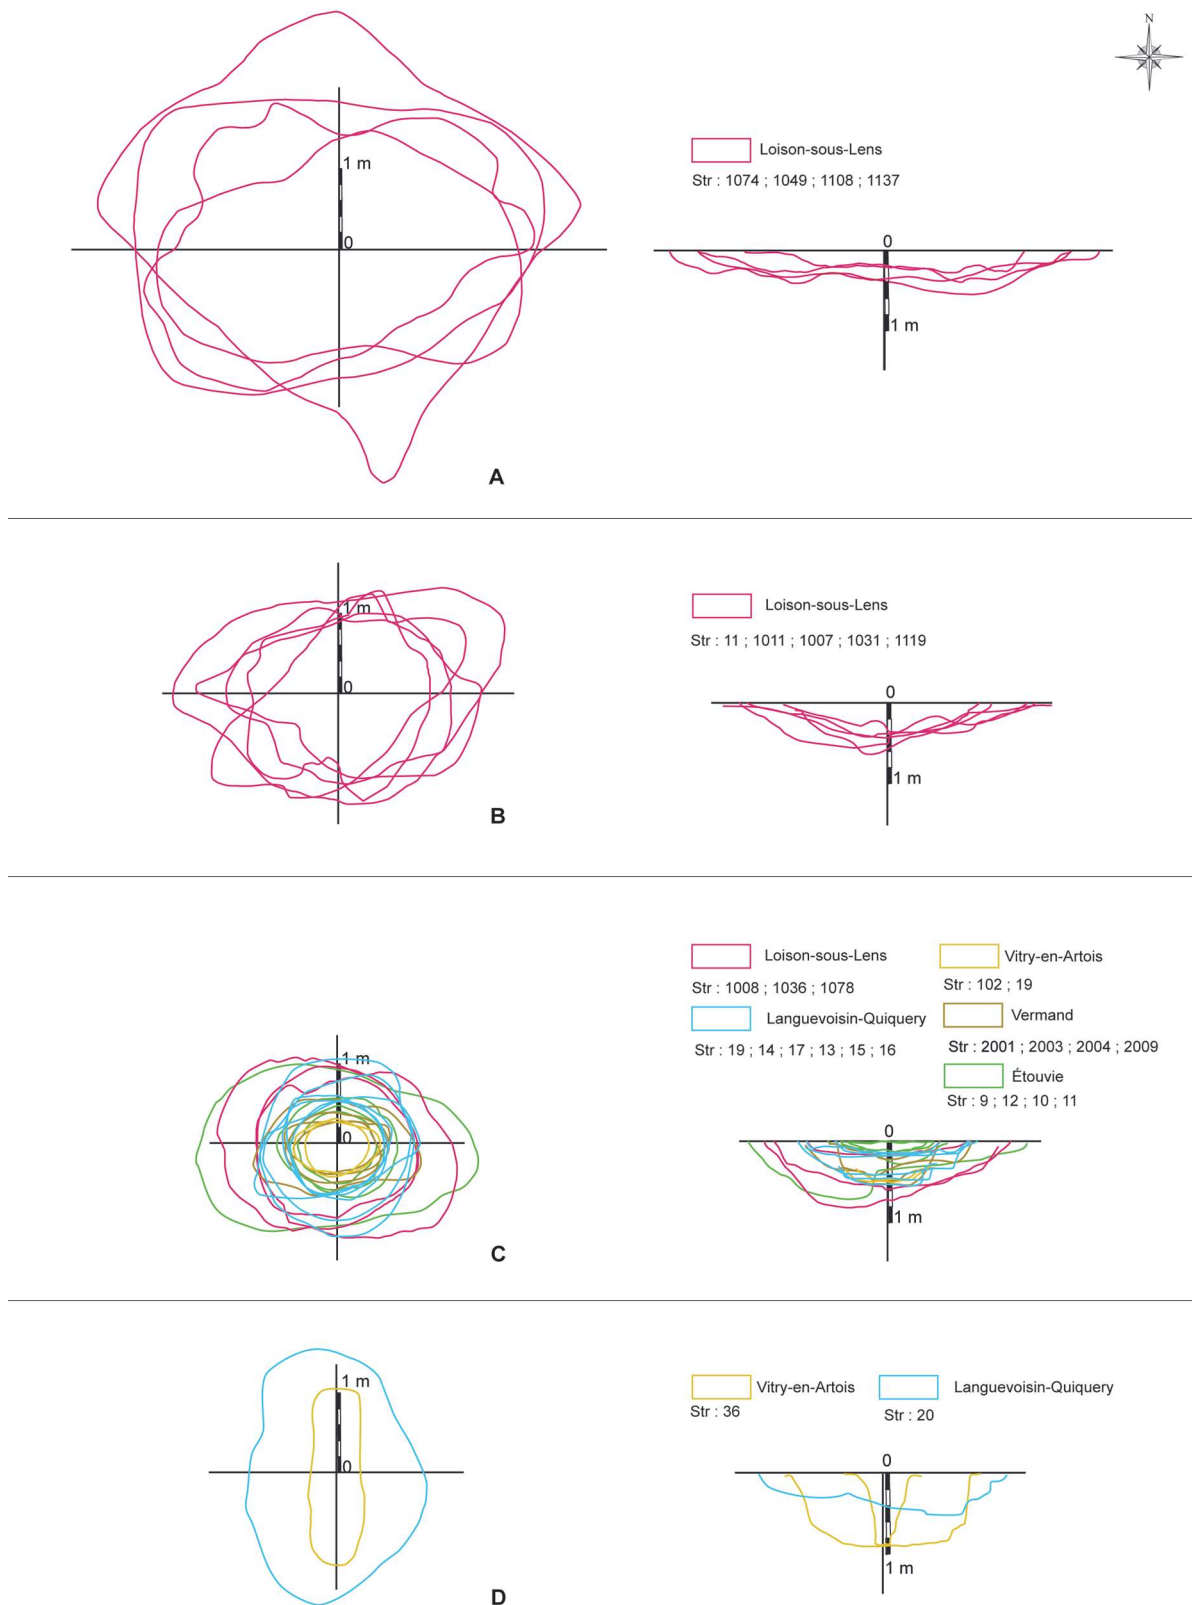 N
1 m
0
Loison-sous-Lens
Str : 1074 ; 1049 ; 1108 ; 1137
0
1 m
A
1 m
0
Loison-sous-Lens
Str : 11 ; 1011 ; 1007 ; 1031 ; 1119
0
1 m
B
Loison-sous-Lens
Str : 1008 ; 1036 ; 1078
Vitry-en-Artois
Str : 102 ; 19
Languevoisin-Quiquery
Str : 19 ; 14 ; 17 ; 13 ; 15 ; 16
Vermand
Str : 2001 ; 2003 ; 2004 ; 2009
Étouvie
Str : 9 ; 12 ; 10 ; 11
1 m
0
0
1 m
C
1 m
0
Vitry-en-Artois
Str : 36
Languevoisin-Quiquery
Str : 20
0
1 m
D